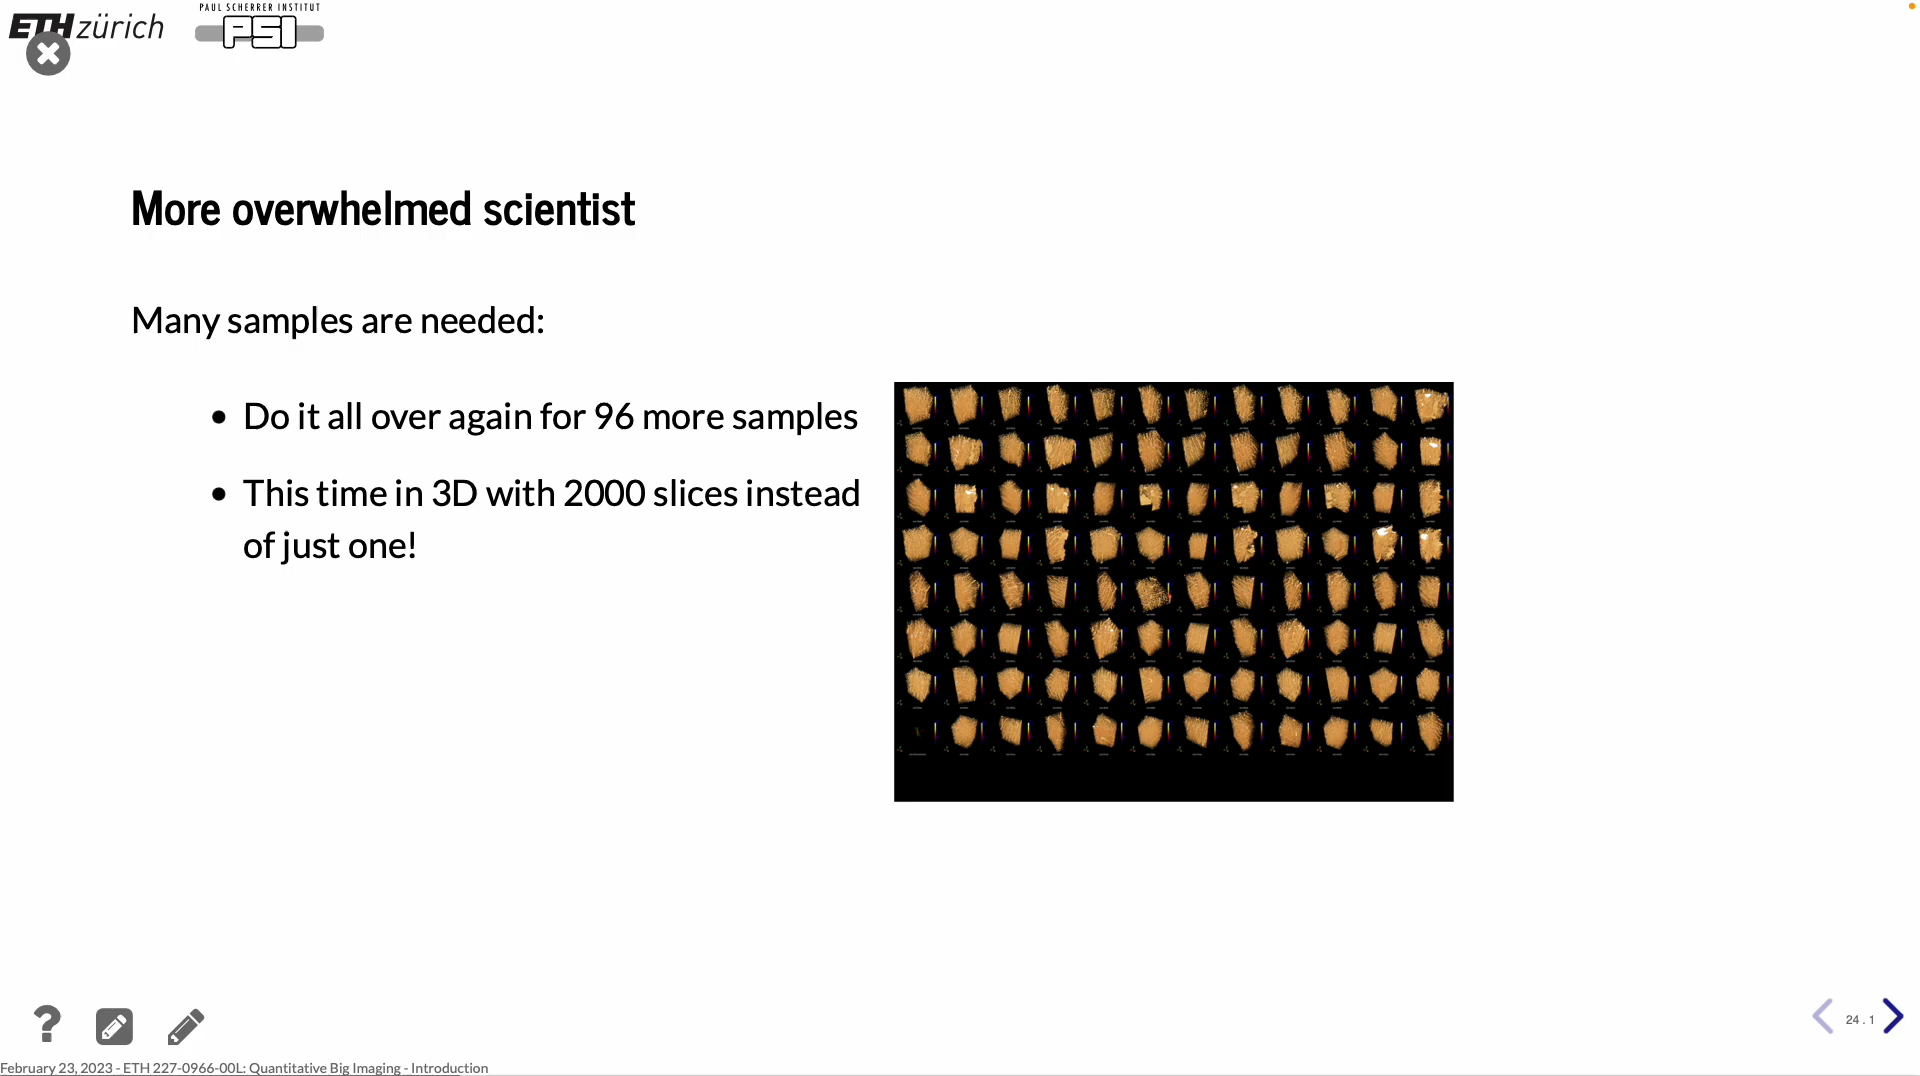 ETH zürich
PAUL SCHERRER INSTITUT
PSI
More overwhelmed scientist
Many samples are needed:
• Do it all over again for 96 more samples
• This time in 3D with 2000 slices instead
of just one!
24 . 1
February 23, 2023 - ETH 227-0966-00L: Quantitative Big Imaging - Introduction